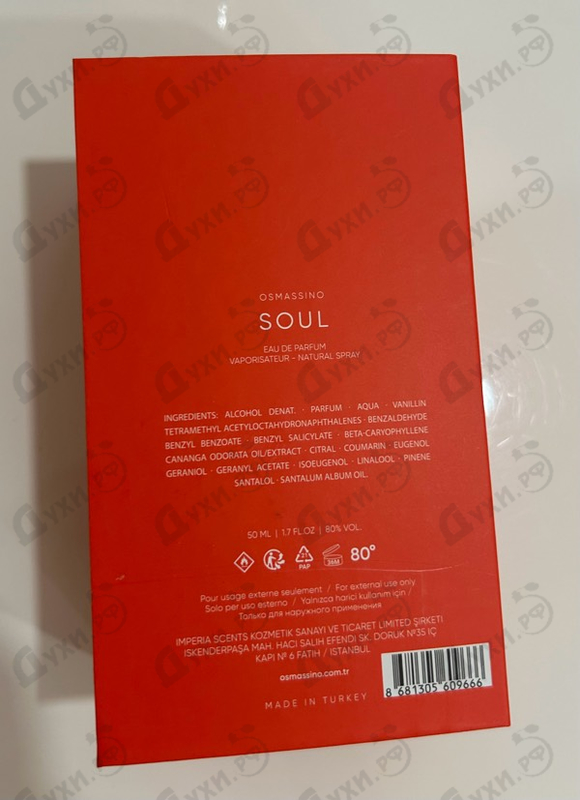 OSMASSINO
SOUL
EAU DE PARFUM
VAPORISATEUR - NATURAL SPRAY
INGREDIENTS: ALCOHOL DENAT. · PARFUM · AQUA · VANILLIN
TETRAMETHYL ACETYLOCTAHYDRONAPHTHALENES · BENZALDEHYDE
BENZYL BENZOATE · BENZYL SALICYLATE · BETA-CARYOPHYLLENE
CANANGA ODORATA OIL/EXTRACT · CITRAL · COUMARIN · EUGENOL
GERANIOL · GERANYL ACETATE · ISOEUGENOL · LINALOOL · PINENE
SANTALOL · SANTALUM ALBUM OIL.
50 ML | 1.7 FL.OZ | 80% VOL.
21
PAP
36M
80°
Pour usage externe seulement / For external use only
Solo per uso esterno / Yalnızca harici kullanım için /
Только для наружного применения
IMPERIA SCENTS KOZMETIK SANAYI VE TICARET LIMITED ŞIRKETI
ISKENDERPAŞA MAH. HACI SALIH EFENDI SK. DORUK №35 IÇ
KAPI № 6 FATIH / ISTANBUL
osmassino.com.tr
8 681305 609666
MADE IN TURKEY
Духи.РФ